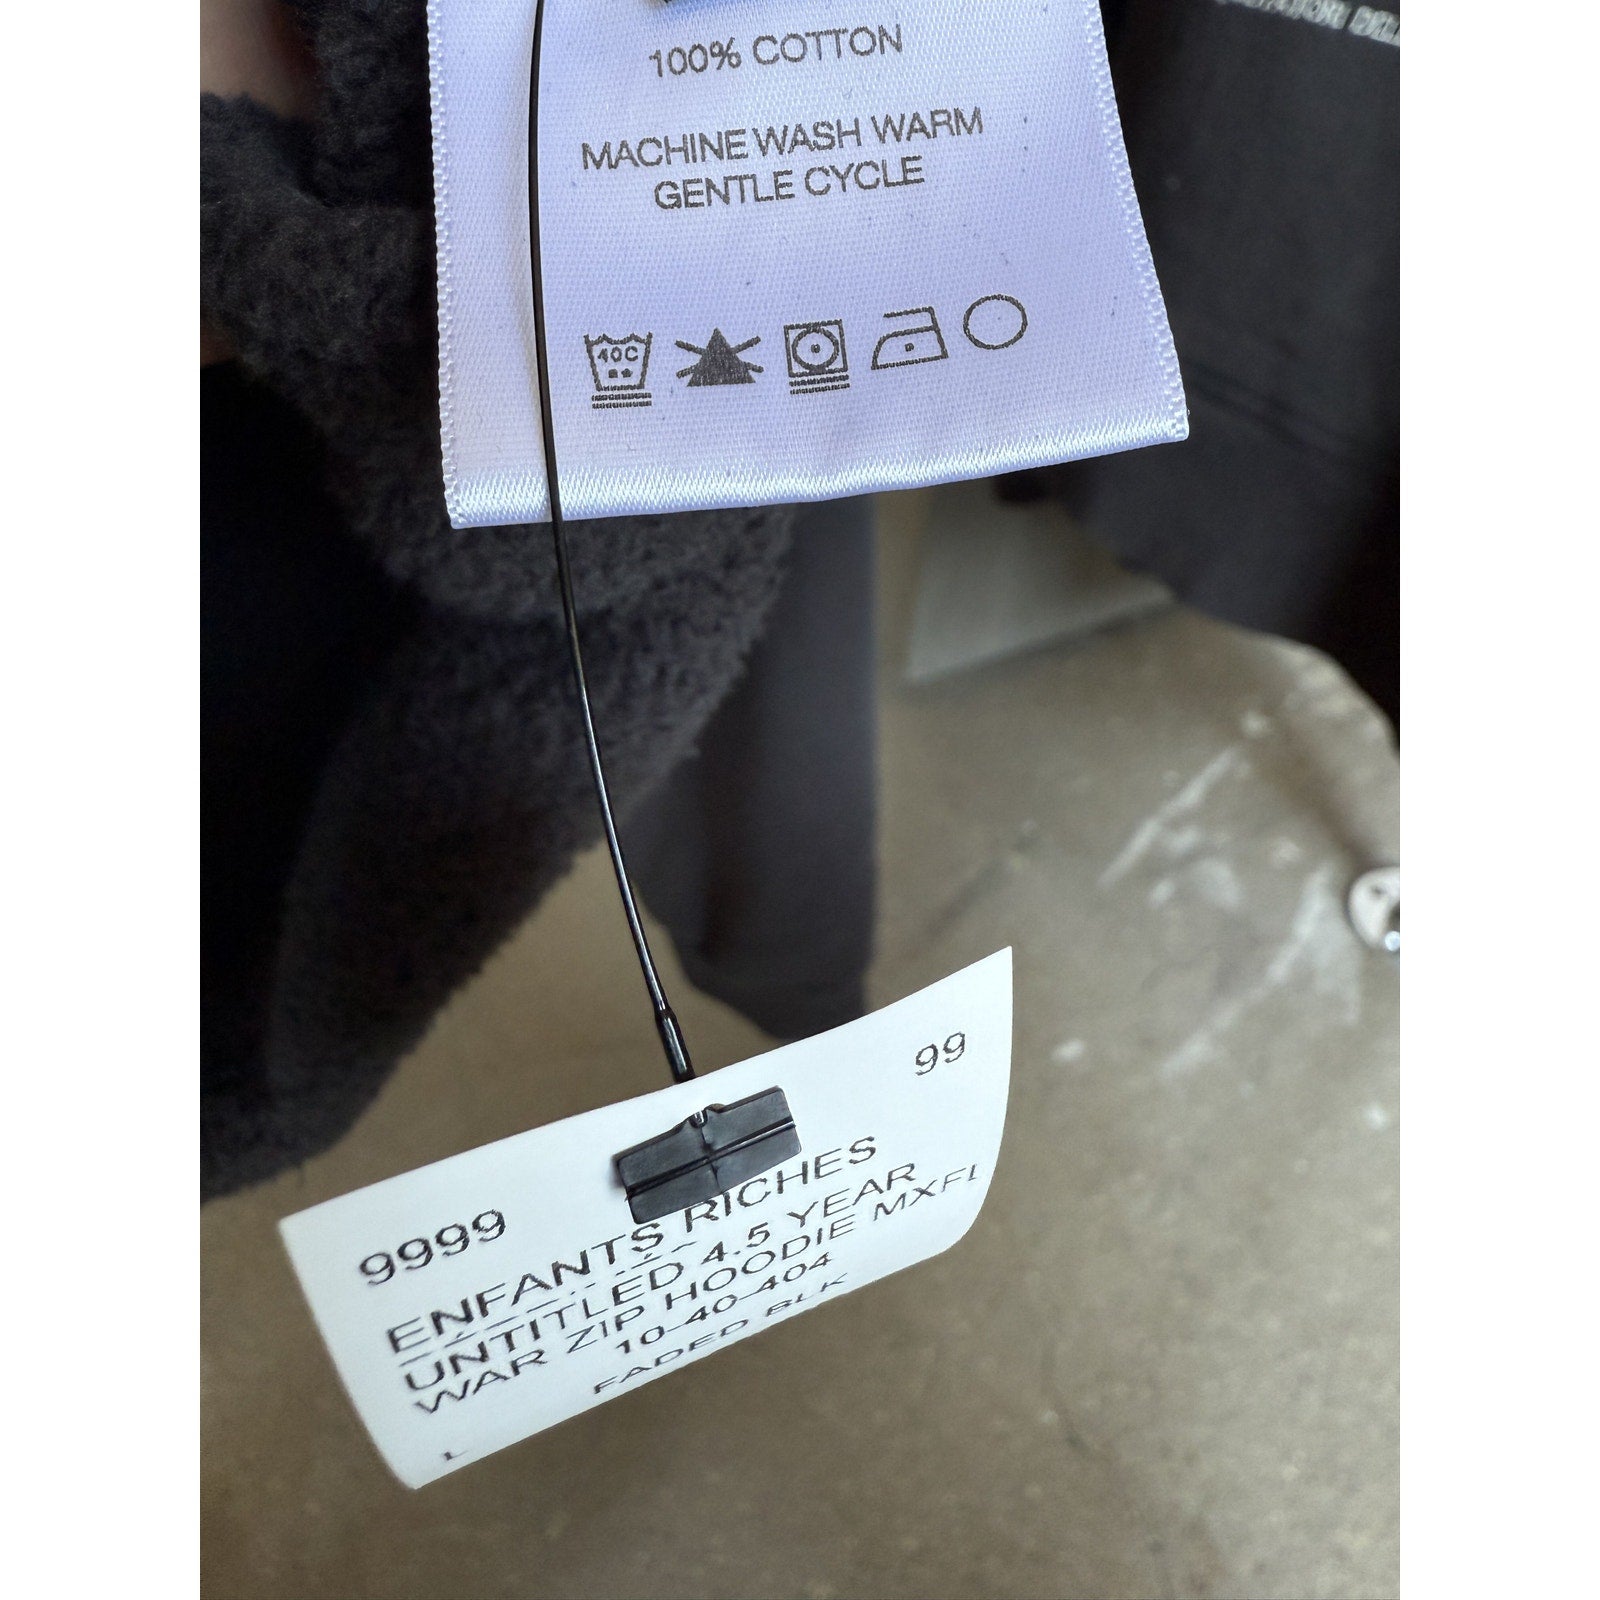 100% COTTON
MACHINE WASH WARM
GENTLE CYCLE
40C
99
9999
ENFANTS RICHES
UNTITLED 4.5 YEAR
WAR ZIP HOODIE MXFL
10-40-404
FADED BLK
L